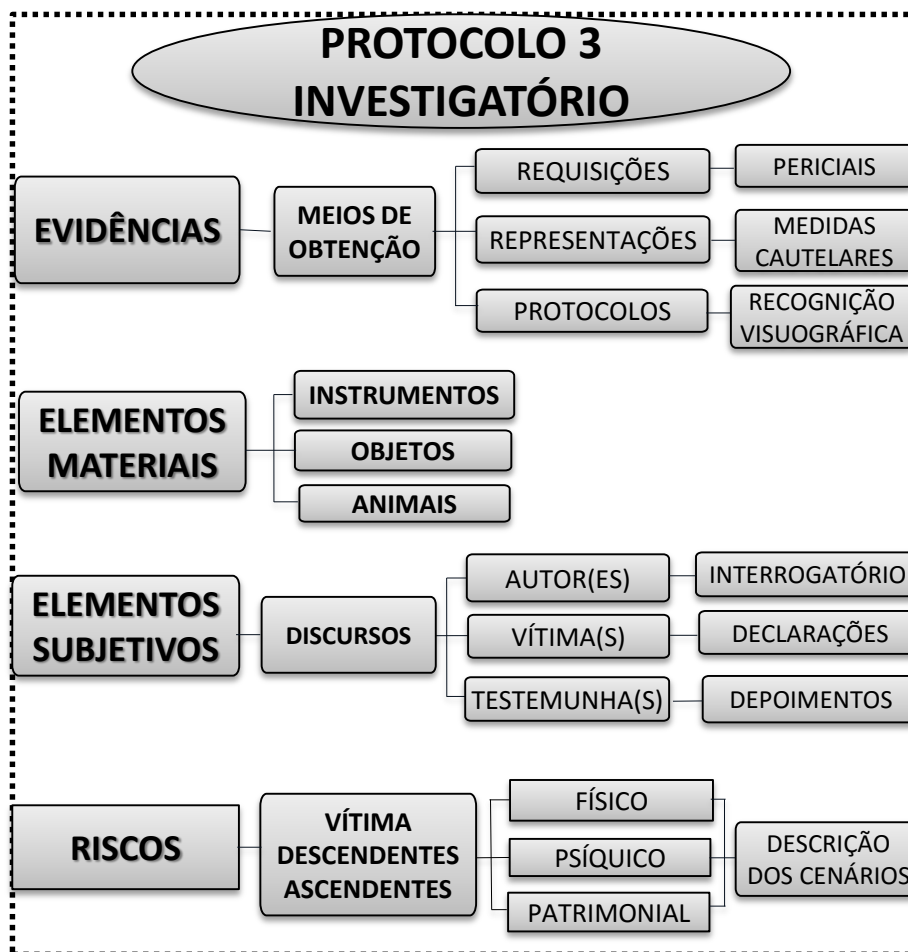 PROTOCOLO 3
INVESTIGATÓRIO
EVIDÊNCIAS
MEIOS DE
OBTENÇÃO
REQUISIÇÕES
PERICIAIS
REPRESENTAÇÕES
MEDIDAS
CAUTELARES
PROTOCOLOS
RECOGNIÇÃO
VISUOGRÁFICA
ELEMENTOS
MATERIAIS
INSTRUMENTOS
OBJETOS
ANIMAIS
ELEMENTOS
SUBJETIVOS
DISCURSOS
AUTOR(ES)
INTERROGATÓRIO
VÍTIMA(S)
DECLARAÇÕES
TESTEMUNHA(S)
DEPOIMENTOS
RISCOS
VÍTIMA
DESCENDENTES
ASCENDENTES
FÍSICO
PSÍQUICO
PATRIMONIAL
DESCRIÇÃO
DOS CENÁRIOS